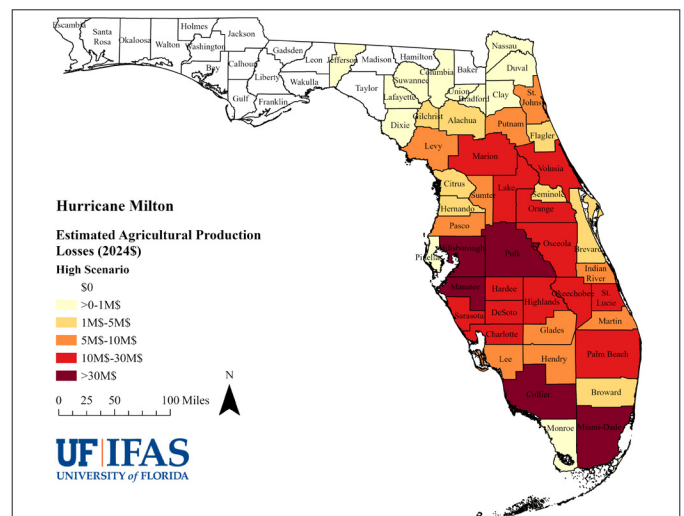 Escambia
Santa
Rosa
Okaloosa
Walton
Holmes
Washington
Jackson
Bay
Calhoun
Gulf
Liberty
Gadsden
Franklin
Leon
Wakulla
Jefferson
Madison
Taylor
Hamilton
Suwannee
Lafayette
Dixie
Columbia
Baker
Union
Bradford
Nassau
Duval
Clay
St.
Johns
Gilchrist
Alachua
Putnam
Flagler
Levy
Marion
Volusia
Citrus
Sumter
Lake
Seminole
Hernando
Orange
Pasco
Pinellas
Hillsborough
Polk
Osceola
Brevard
Indian
River
Manatee
Hardee
Highlands
Okeechobee
St.
Lucie
Sarasota
DeSoto
Charlotte
Glades
Martin
Lee
Hendry
Palm Beach
Collier
Broward
Monroe
Miami-Dade
Hurricane Milton
Estimated Agricultural Production
Losses (2024$)
High Scenario
$0
>0-1M$
1M$-5M$
5M$-10M$
10M$-30M$
>30M$
0 25 50 100 Miles
N
UF|IFAS
UNIVERSITY of FLORIDA